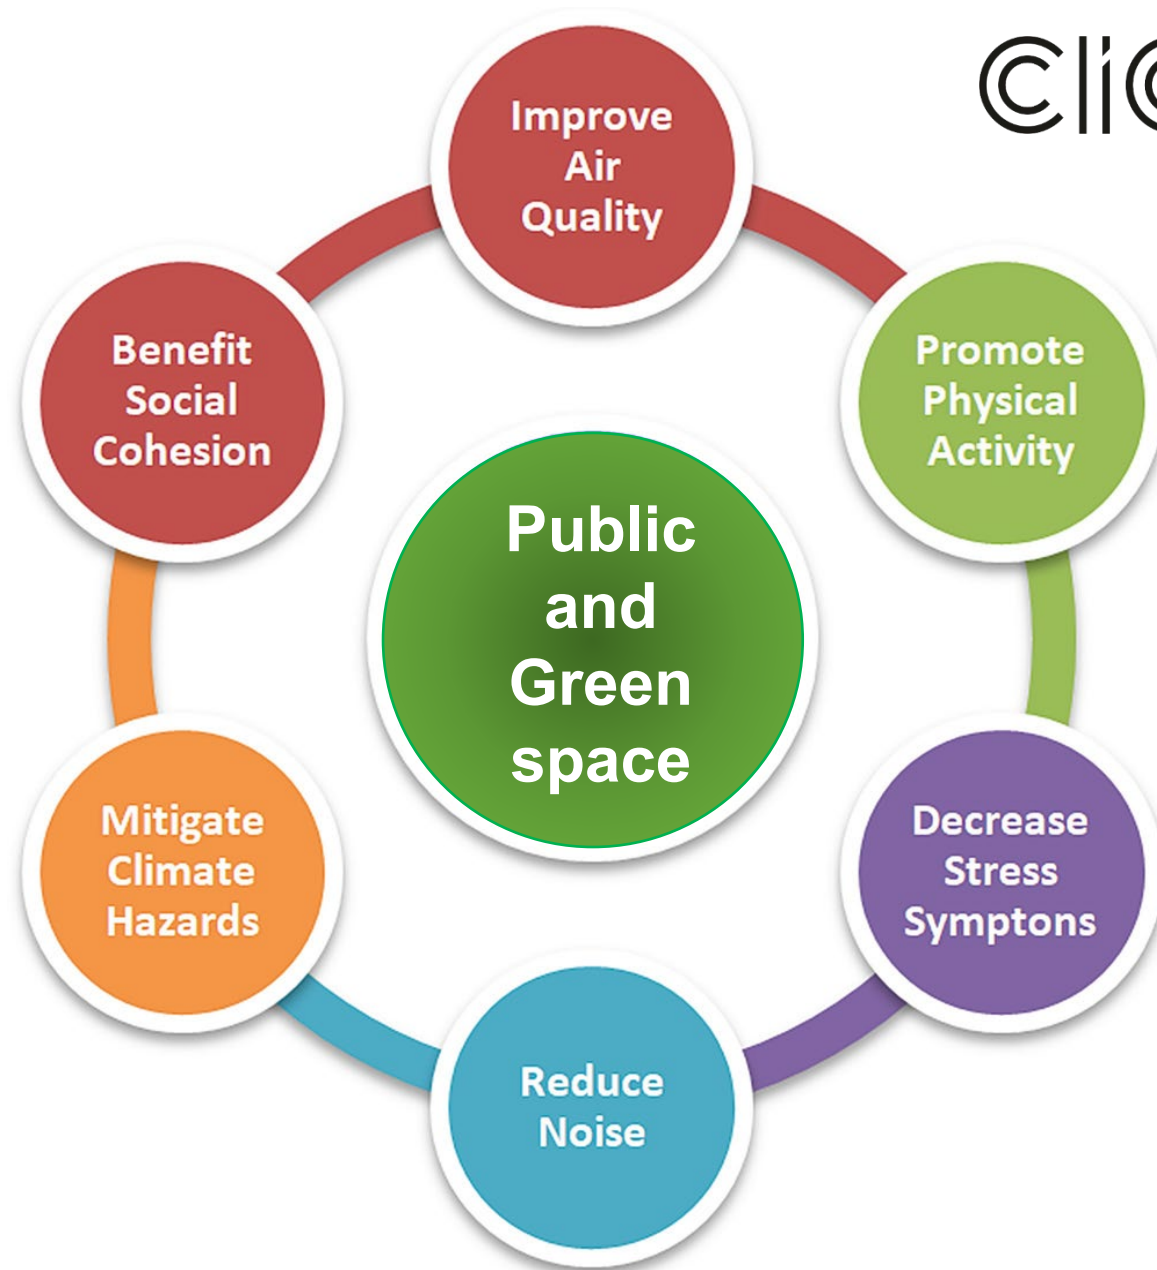 Improve
Air
Quality
Promote
Physical
Activity
Decrease
Stress
Symptons
Reduce
Noise
Mitigate
Climate
Hazards
Benefit
Social
Cohesion
Public
and
Green
space